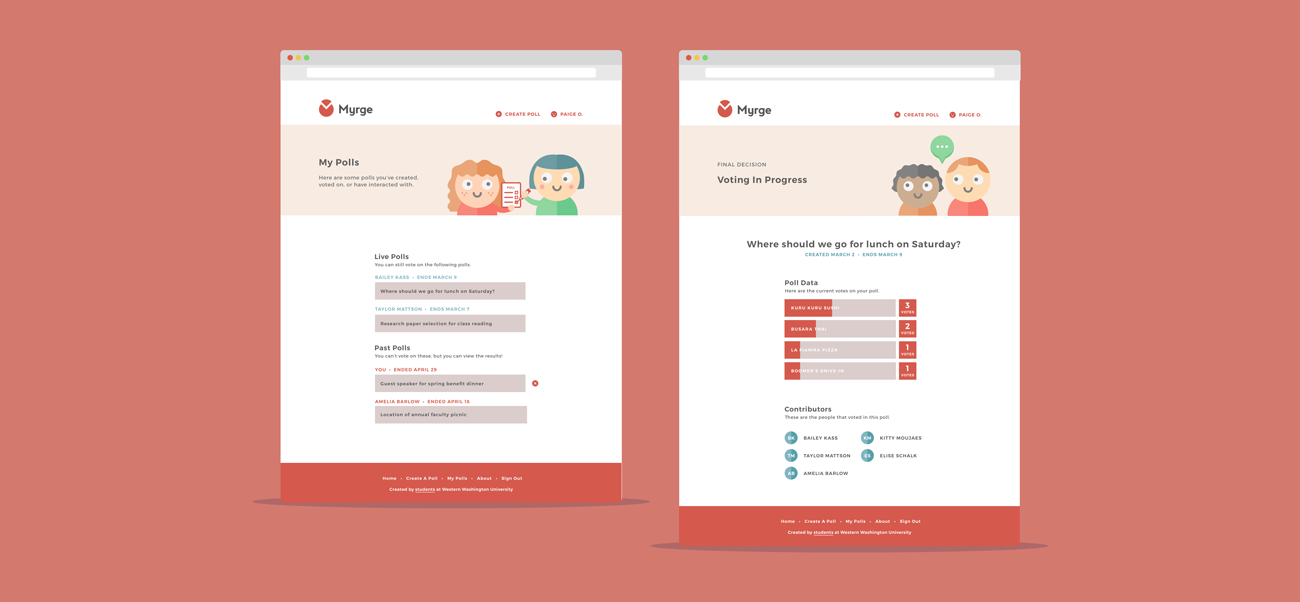 Myrge
CREATE POLL
PAIGE O.
My Polls
Here are some polls you've created,
voted on, or have interacted with.
POLL
Live Polls
You can still vote on the following polls.
BAILEY KASS • ENDS MARCH 9
Where should we go for lunch on Saturday?
TAYLOR MATTSON • ENDS MARCH 7
Research paper selection for class reading
Past Polls
You can't vote on these, but you can view the results!
YOU • ENDED APRIL 25
Guest speaker for spring benefit dinner
AMELIA BARLOW • ENDED APRIL 16
Location of annual faculty picnic
Home • Create A Poll • My Polls • About • Sign Out
Created by students at Western Washington University
Myrge
CREATE POLL
PAIGE O.
FINAL DECISION
Voting In Progress
Where should we go for lunch on Saturday?
CREATED MARCH 2 • ENDS MARCH 9
Poll Data
Here are the current votes on your poll.
KURU KURU SUSHI
3
VOTES
BUSARA THAI
2
VOTES
LA FIAMMA PIZZA
1
VOTES
BOOMER'S DRIVE-IN
1
VOTES
Contributors
These are the people that voted in this poll.
BK BAILEY KASS
KM KITTY MOUJAES
TM TAYLOR MATTSON
ES ELISE SCHALK
AB AMELIA BARLOW
Home • Create A Poll • My Polls • About • Sign Out
Created by students at Western Washington University